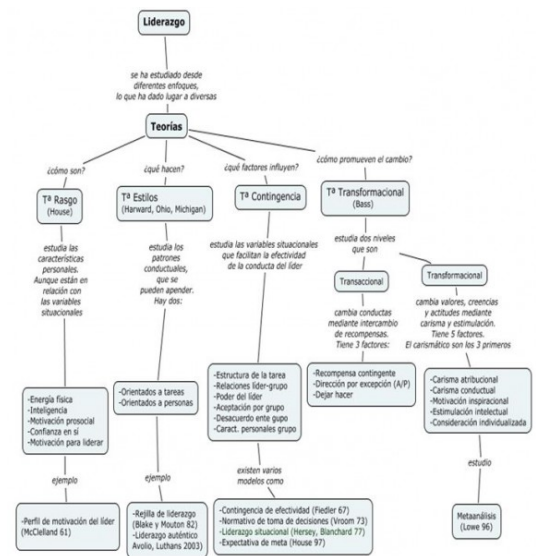 Liderazgo
se ha estudiado desde
diferentes enfoques,
lo que ha dado lugar a diversas
Teorías
¿cómo son?
Tª Rasgo
(House)
estudia las
características
personales.
Aunque están en
relación con
las variables
situacionales
-Energía física
-Inteligencia
-Motivación prosocial
-Confianza en sí
-Motivación para liderar
ejemplo
-Perfil de motivación del líder
(McClelland 61)
¿qué hacen?
Tª Estilos
(Harward, Ohio, Michigan)
estudia los
patrones
conductuales,
que se
pueden apender.
Hay dos:
-Orientados a tareas
-Orientados a personas
ejemplo
-Rejilla de liderazgo
(Blake y Mouton 82)
-Liderazgo auténtico
Avolio, Luthans 2003)
¿qué factores influyen?
Tª Contingencia
estudia las variables situacionales
que facilitan la efectividad
de la conducta del líder
-Estructura de la tarea
-Relaciones líder-grupo
-Poder del líder
-Aceptación por grupo
-Desacuerdo ente gupo
-Caract. personales grupo
existen varios
modelos como
-Contingencia de efectividad (Fiedler 67)
-Normativo de toma de decisiones (Vroom 73)
-Liderazgo situacional (Hersey, Blanchard 77)
-Expectativa de meta (House 97)
¿cómo promueven el cambio?
Tª Transformacional
(Bass)
estudia dos niveles
que son
Transaccional
cambia conductas
mediante intercambio
de recompensas.
Tiene 3 factores:
-Recompensa contingente
-Dirección por excepción (A/P)
-Dejar hacer
Transformacional
cambia valores, creencias
y actitudes mediante
carisma y estimulación.
Tiene 5 factores.
El carismático son los 3 primeros
-Carisma atribucional
-Carisma conductual
-Motivación inspiracional
-Estimulación intelectual
-Consideración individualizada
estudio
Metaanálisis
(Lowe 96)